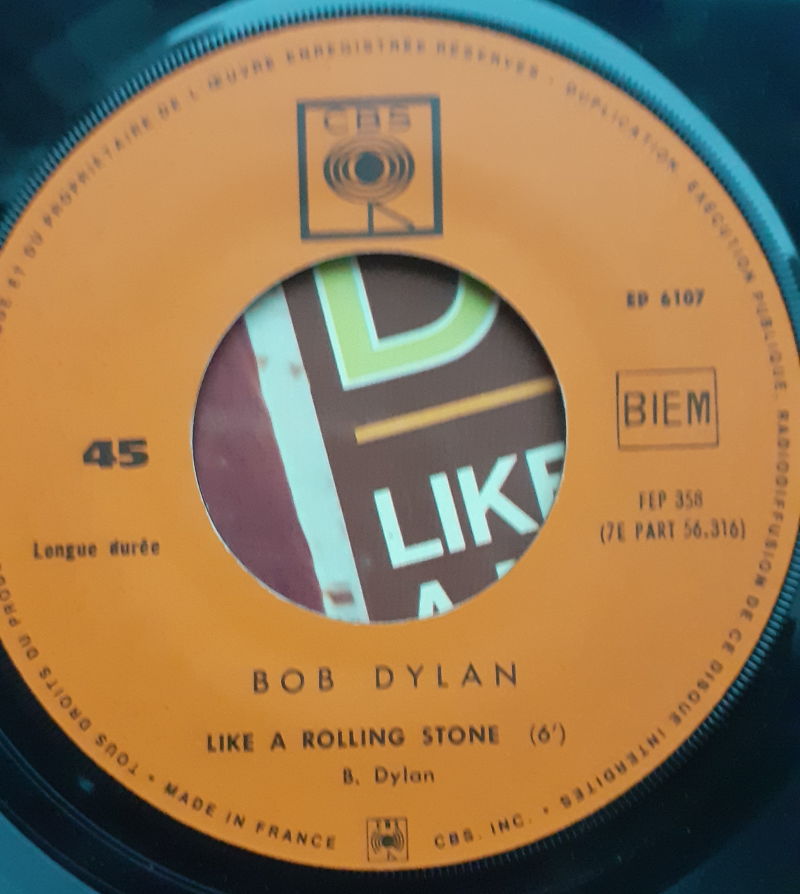 TOUS DROITS DU PROD
UR ET DU PROPRIÉTAIRE DE L'ŒUVRE ENREGISTRÉE RÉSERVÉS · DUPLICATION, EXÉCUTION PUBLIQUE, RADIODIFFUSION DE CE DISQUE INTERDITES ·
CBS
EP 6107
BIEM
45
FEP 358
Longue durée
(7E PART 56.316)
D
LIKE
BOB DYLAN
LIKE A ROLLING STONE (6')
B. Dylan
MADE IN FRANCE
CBS. INC.